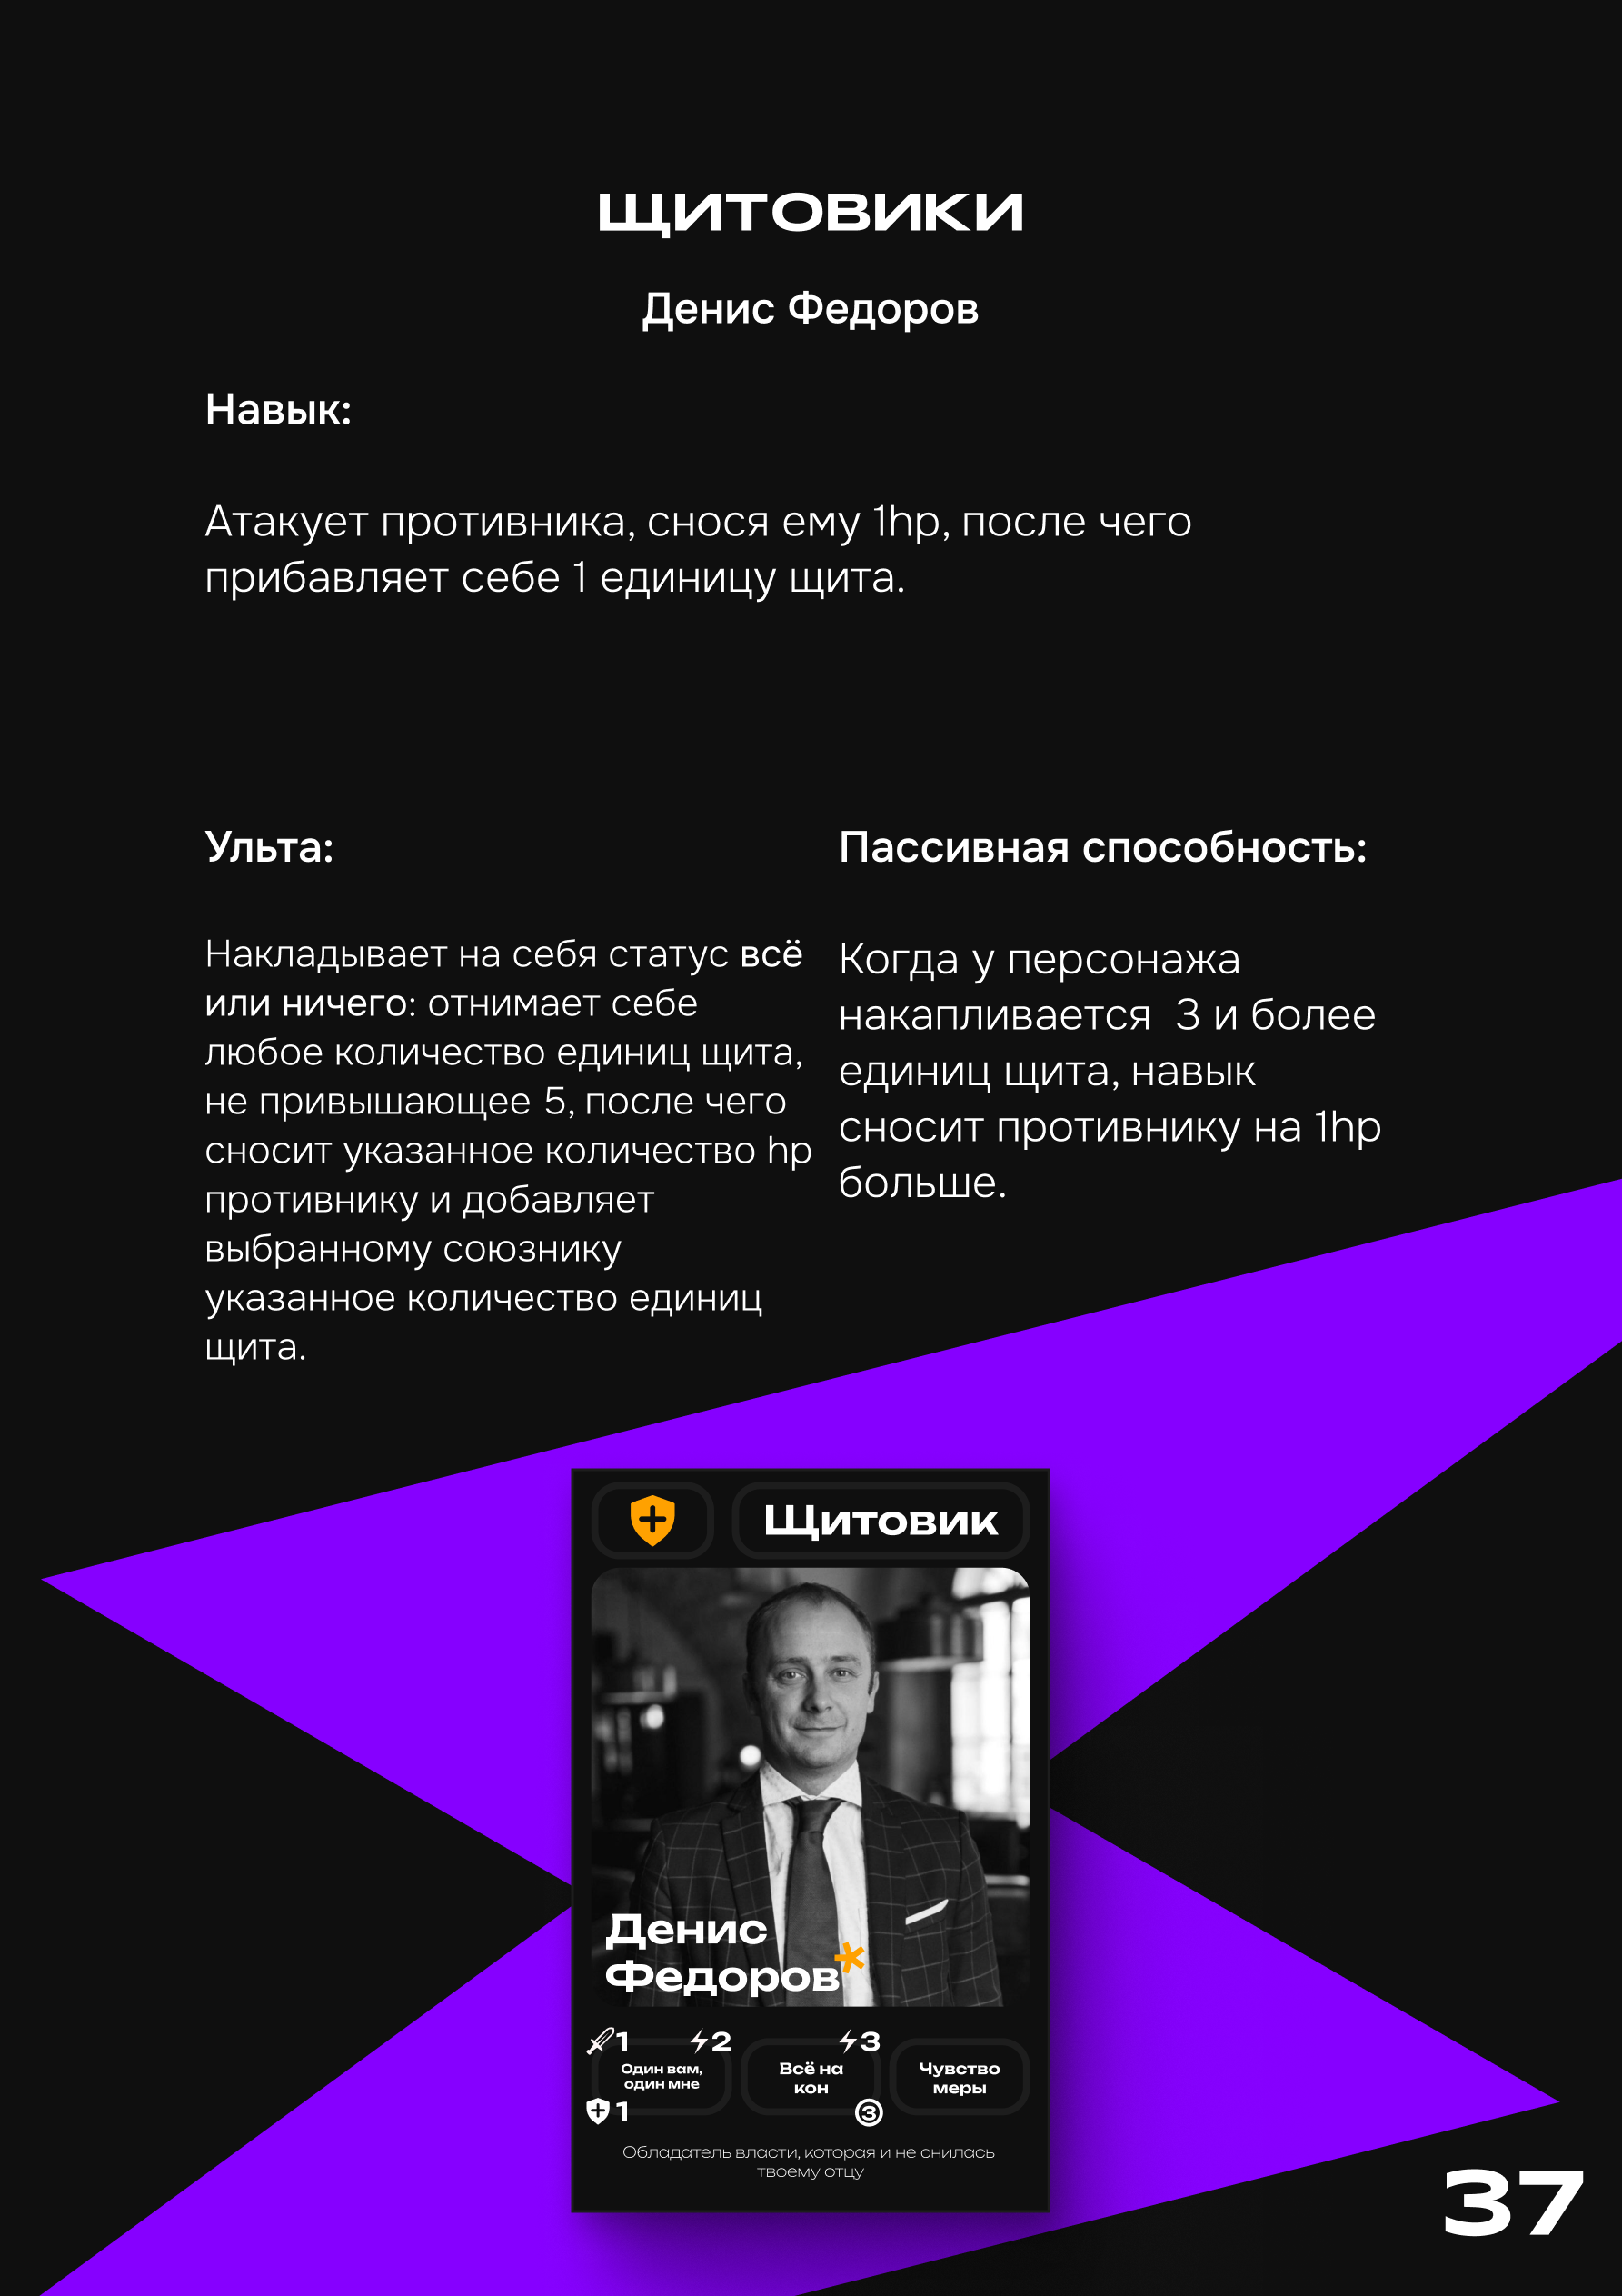 ЩИТОВИКИ
Денис Федоров
Навык:
Атакует противника, снося ему 1hp, после чего
прибавляет себе 1 единицу щита.
Ульта:
Накладывает на себя статус всё
или ничего: отнимает себе
любое количество единиц щита,
не привышающее 5, после чего
сносит указанное количество hp
противнику и добавляет
выбранному союзнику
указанное количество единиц
щита.
Пассивная способность:
Когда у персонажа
накапливается 3 и более
единиц щита, навык
сносит противнику на 1hp
больше.
Щитовик
Денис
Федоров*
1 2
Один вам,
один мне
1
3
Всё на
кон
3
Чувство
меры
Обладатель власти, которая и не снилась
твоему отцу
37